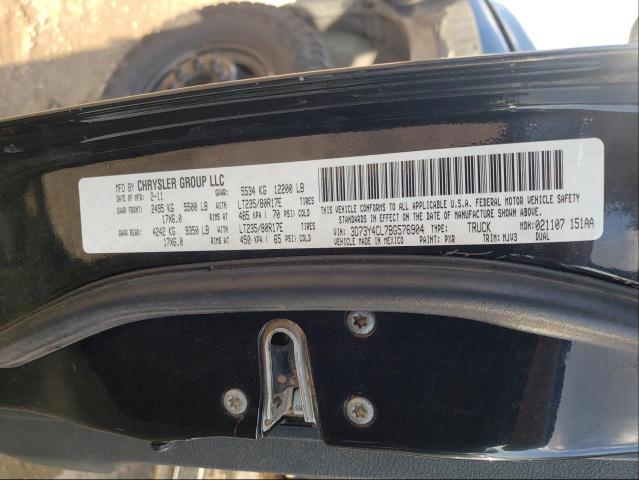 MFD BY CHRYSLER GROUP LLC GVWR: 5534 KG 12200 LB
DATE OF MFR: 2-11 LT235/80R17E TIRES
GAWR FRONT: 2495 KG 5500 LB 485 KPA( 70 PSI) COLD
17X6.0 RIMS AT
GAWR REAR: 4242 KG 9350 LB LT235/80R17E TIRES
17X6.0 RIMS AT 450 KPA( 65 PSI) COLD
THIS VEHICLE CONFORMS TO ALL APPLICABLE U.S.A. FEDERAL MOTOR VEHICLE SAFETY
STANDARDS IN EFFECT ON THE DATE OF MANUFACTURE SHOWN ABOVE.
VIN: 3D73Y4CL7BG576904 TYPE: TRUCK MDH: 021107 151AA
VEHICLE MADE IN MEXICO PAINT: PXR TRIM: MJV3 DUAL